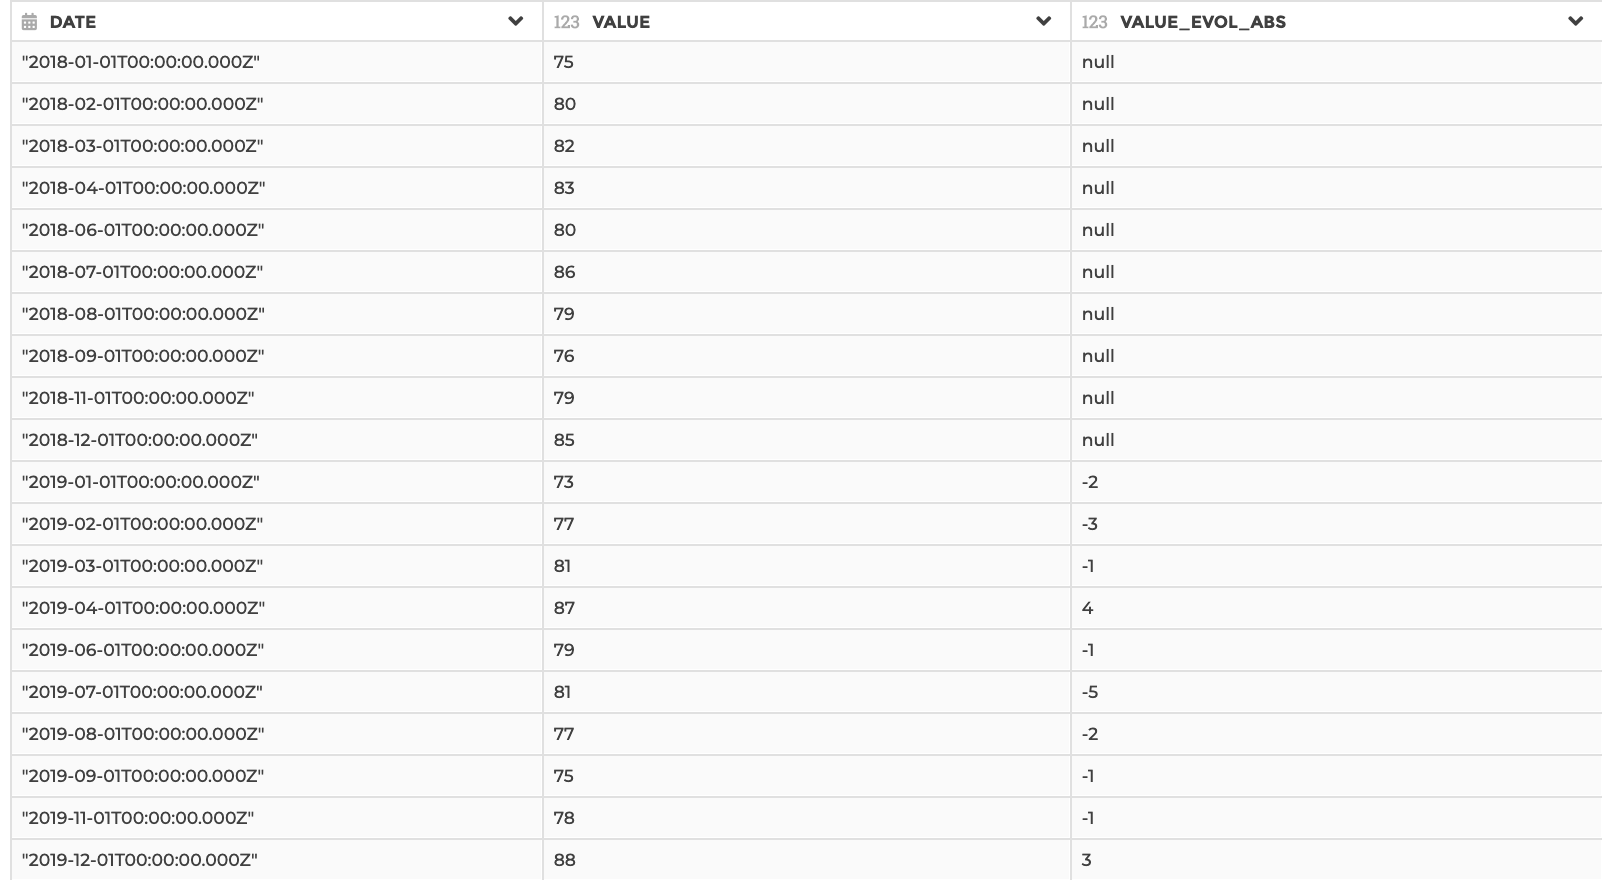 DATE 123 VALUE 123 VALUE_EVOL_ABS
"2018-01-01T00:00:00.000Z" 75 null
"2018-02-01T00:00:00.000Z" 80 null
"2018-03-01T00:00:00.000Z" 82 null
"2018-04-01T00:00:00.000Z" 83 null
"2018-06-01T00:00:00.000Z" 80 null
"2018-07-01T00:00:00.000Z" 86 null
"2018-08-01T00:00:00.000Z" 79 null
"2018-09-01T00:00:00.000Z" 76 null
"2018-11-01T00:00:00.000Z" 79 null
"2018-12-01T00:00:00.000Z" 85 null
"2019-01-01T00:00:00.000Z" 73 -2
"2019-02-01T00:00:00.000Z" 77 -3
"2019-03-01T00:00:00.000Z" 81 -1
"2019-04-01T00:00:00.000Z" 87 4
"2019-06-01T00:00:00.000Z" 79 -1
"2019-07-01T00:00:00.000Z" 81 -5
"2019-08-01T00:00:00.000Z" 77 -2
"2019-09-01T00:00:00.000Z" 75 -1
"2019-11-01T00:00:00.000Z" 78 -1
"2019-12-01T00:00:00.000Z" 88 3